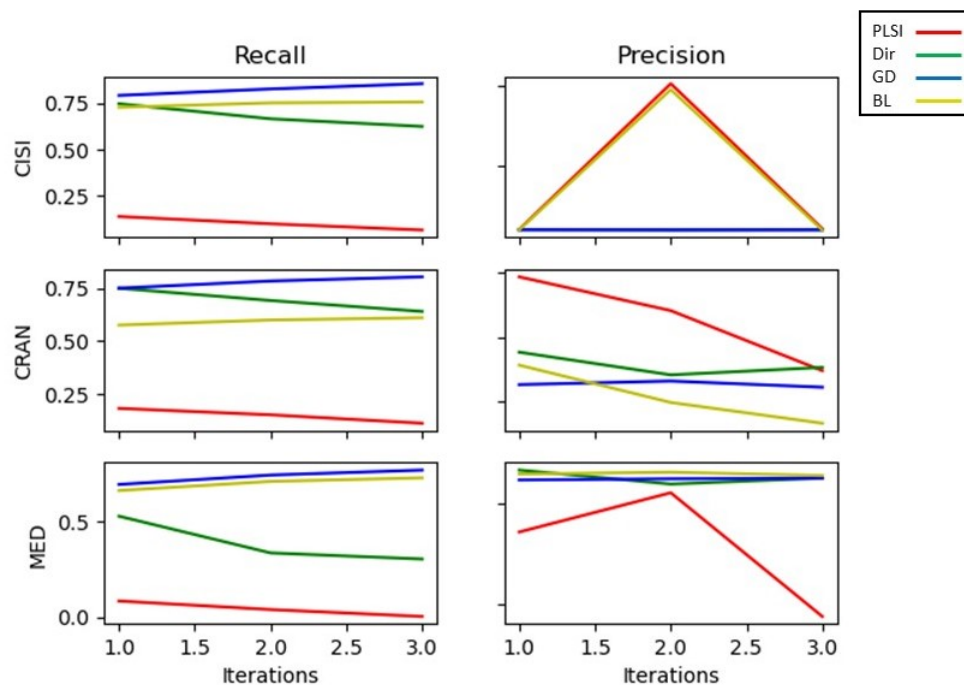 Recall
Precision
PLSI
Dir
GD
BL
CISI
0.75
0.50
0.25
CRAN
0.75
0.50
0.25
MED
0.5
0.0
1.0 1.5 2.0 2.5 3.0
Iterations
1.0 1.5 2.0 2.5 3.0
Iterations